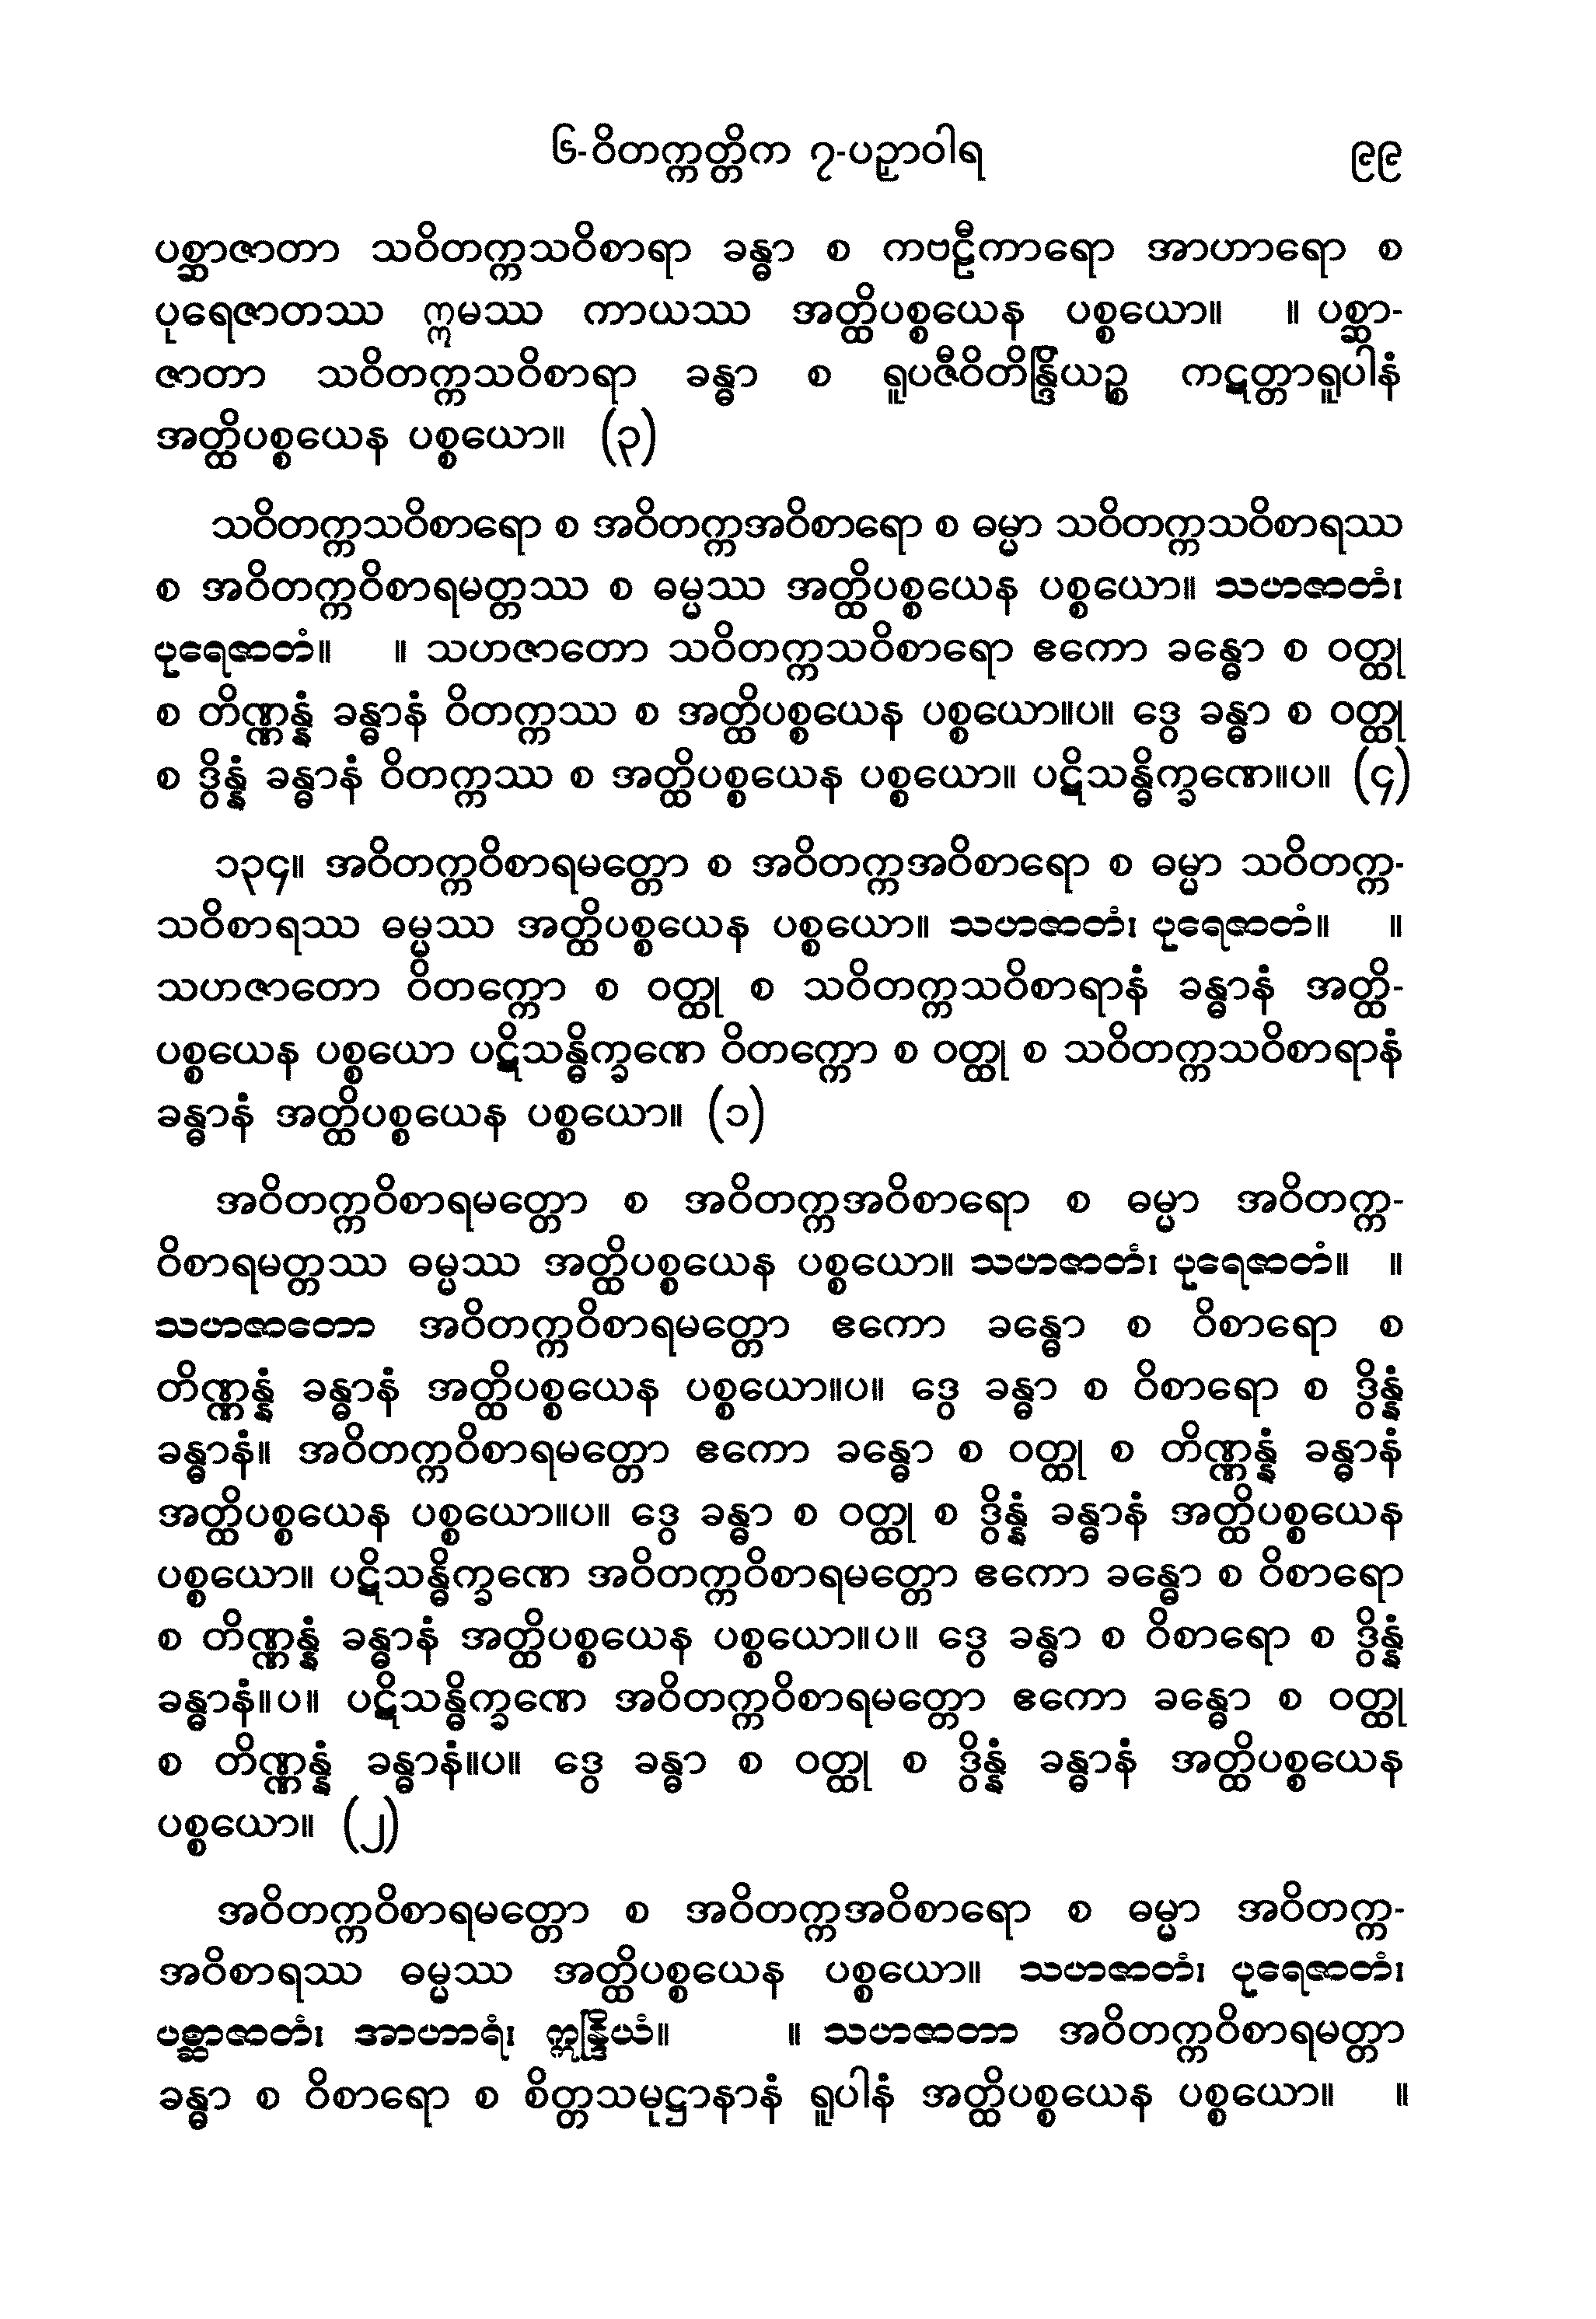 ၆-ဝိတက္ကတ္တိက ၇-ပဉှာဝါရ ၉၉
ပစ္ဆာဇာတာ သဝိတက္ကသဝိစာရာ ခန္ဓာ စ ကဗဠီကာရော အာဟာရော စ
ပုရေဇာတဿ ဣမဿ ကာယဿ အတ္ထိပစ္စယေန ပစ္စယော။ ။ ပစ္ဆာ-
ဇာတာ သဝိတက္ကသဝိစာရာ ခန္ဓာ စ ရူပဇီဝိတိန္ဒြိယဉ္စ ကဋတ္တာရူပါနံ
အတ္ထိပစ္စယေန ပစ္စယော။ (၃)
သဝိတက္ကသဝိစာရော စ အဝိတက္ကအဝိစာရော စ ဓမ္မာ သဝိတက္ကသဝိစာရဿ
စ အဝိတက္ကဝိစာရမတ္တဿ စ ဓမ္မဿ အတ္ထိပစ္စယေန ပစ္စယော။ သဟဇာတံ၊
ပုရေဇာတံ။ ။ သဟဇာတော သဝိတက္ကသဝိစာရော ဧကော ခန္ဓော စ ဝတ္ထု
စ တိဏ္ဏန္နံ ခန္ဓာနံ ဝိတက္ကဿ စ အတ္ထိပစ္စယေန ပစ္စယော။ပ။ ဒွေ ခန္ဓာ စ ဝတ္ထု
စ ဒွိန္နံ ခန္ဓာနံ ဝိတက္ကဿ စ အတ္ထိပစ္စယေန ပစ္စယော။ ပဋိသန္ဓိက္ခဏေ။ပ။ (၄)
၁၃၄။ အဝိတက္ကဝိစာရမတ္တော စ အဝိတက္ကအဝိစာရော စ ဓမ္မာ သဝိတက္က-
သဝိစာရဿ ဓမ္မဿ အတ္ထိပစ္စယေန ပစ္စယော။ သဟဇာတံ၊ ပုရေဇာတံ။ ။
သဟဇာတော ဝိတက္ကော စ ဝတ္ထု စ သဝိတက္ကသဝိစာရာနံ ခန္ဓာနံ အတ္ထိ-
ပစ္စယေန ပစ္စယော ပဋိသန္ဓိက္ခဏေ ဝိတက္ကော စ ဝတ္ထု စ သဝိတက္ကသဝိစာရာနံ
ခန္ဓာနံ အတ္ထိပစ္စယေန ပစ္စယော။ (၁)
အဝိတက္ကဝိစာရမတ္တော စ အဝိတက္ကအဝိစာရော စ ဓမ္မာ အဝိတက္က-
ဝိစာရမတ္တဿ ဓမ္မဿ အတ္ထိပစ္စယေန ပစ္စယော။ သဟဇာတံ၊ ပုရေဇာတံ။ ။
သဟဇာတော အဝိတက္ကဝိစာရမတ္တော ဧကော ခန္ဓော စ ဝိစာရော စ
တိဏ္ဏန္နံ ခန္ဓာနံ အတ္ထိပစ္စယေန ပစ္စယော။ပ။ ဒွေ ခန္ဓာ စ ဝိစာရော စ ဒွိန္နံ
ခန္ဓာနံ။ အဝိတက္ကဝိစာရမတ္တော ဧကော ခန္ဓော စ ဝတ္ထု စ တိဏ္ဏန္နံ ခန္ဓာနံ
အတ္ထိပစ္စယေန ပစ္စယော။ပ။ ဒွေ ခန္ဓာ စ ဝတ္ထု စ ဒွိန္နံ ခန္ဓာနံ အတ္ထိပစ္စယေန
ပစ္စယော။ ပဋိသန္ဓိက္ခဏေ အဝိတက္ကဝိစာရမတ္တော ဧကော ခန္ဓော စ ဝိစာရော
စ တိဏ္ဏန္နံ ခန္ဓာနံ အတ္ထိပစ္စယေန ပစ္စယော။ပ။ ဒွေ ခန္ဓာ စ ဝိစာရော စ ဒွိန္နံ
ခန္ဓာနံ။ပ။ ပဋိသန္ဓိက္ခဏေ အဝိတက္ကဝိစာရမတ္တော ဧကော ခန္ဓော စ ဝတ္ထု
စ တိဏ္ဏန္နံ ခန္ဓာနံ။ပ။ ဒွေ ခန္ဓာ စ ဝတ္ထု စ ဒွိန္နံ ခန္ဓာနံ အတ္ထိပစ္စယေန
ပစ္စယော။ (၂)
အဝိတက္ကဝိစာရမတ္တော စ အဝိတက္ကအဝိစာရော စ ဓမ္မာ အဝိတက္က-
အဝိစာရဿ ဓမ္မဿ အတ္ထိပစ္စယေန ပစ္စယော။ သဟဇာတံ၊ ပုရေဇာတံ၊
ပစ္ဆာဇာတံ၊ အာဟာရံ၊ ဣန္ဒြိယံ။ ။ သဟဇာတာ အဝိတက္ကဝိစာရမတ္တာ
ခန္ဓာ စ ဝိစာရော စ စိတ္တသမုဋ္ဌာနာနံ ရူပါနံ အတ္ထိပစ္စယေန ပစ္စယော။ ။